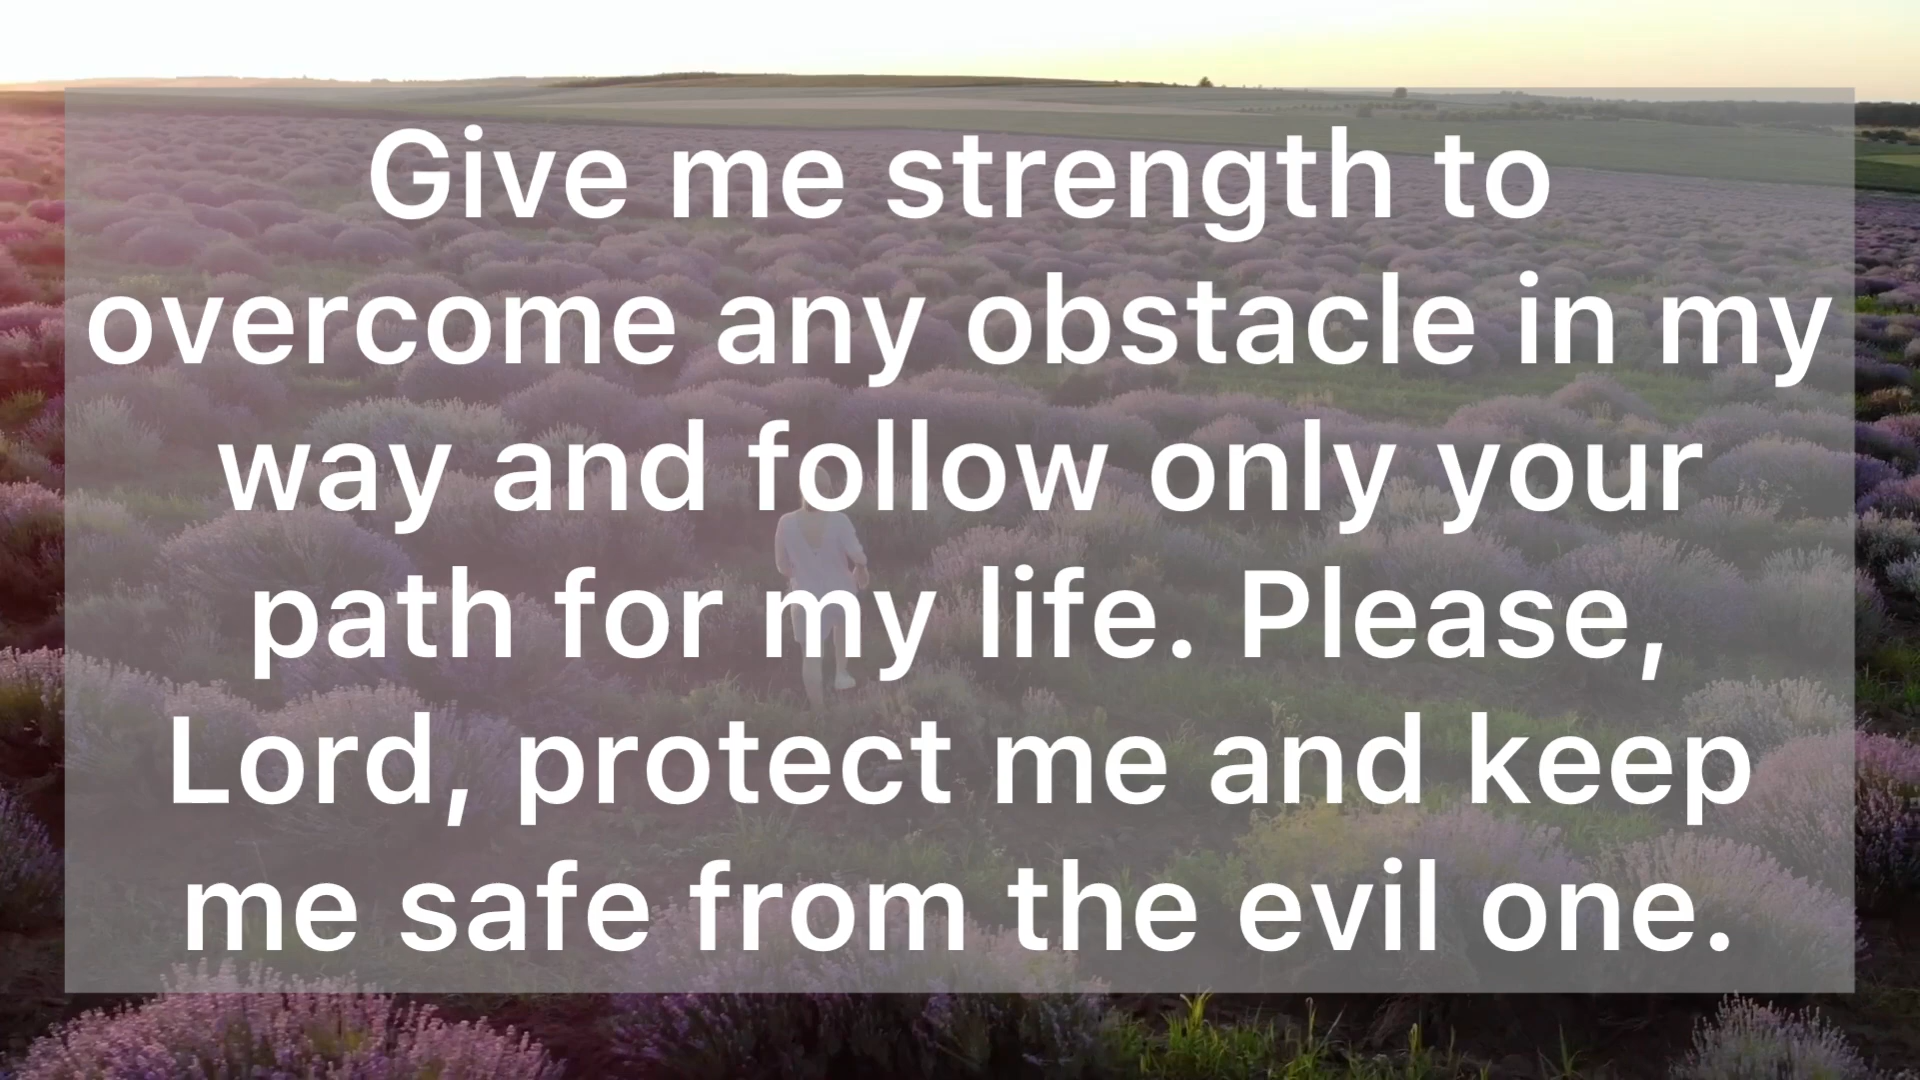 Give me strength to
overcome any obstacle in my
way and follow only your
path for my life. Please,
Lord, protect me and keep
me safe from the evil one.